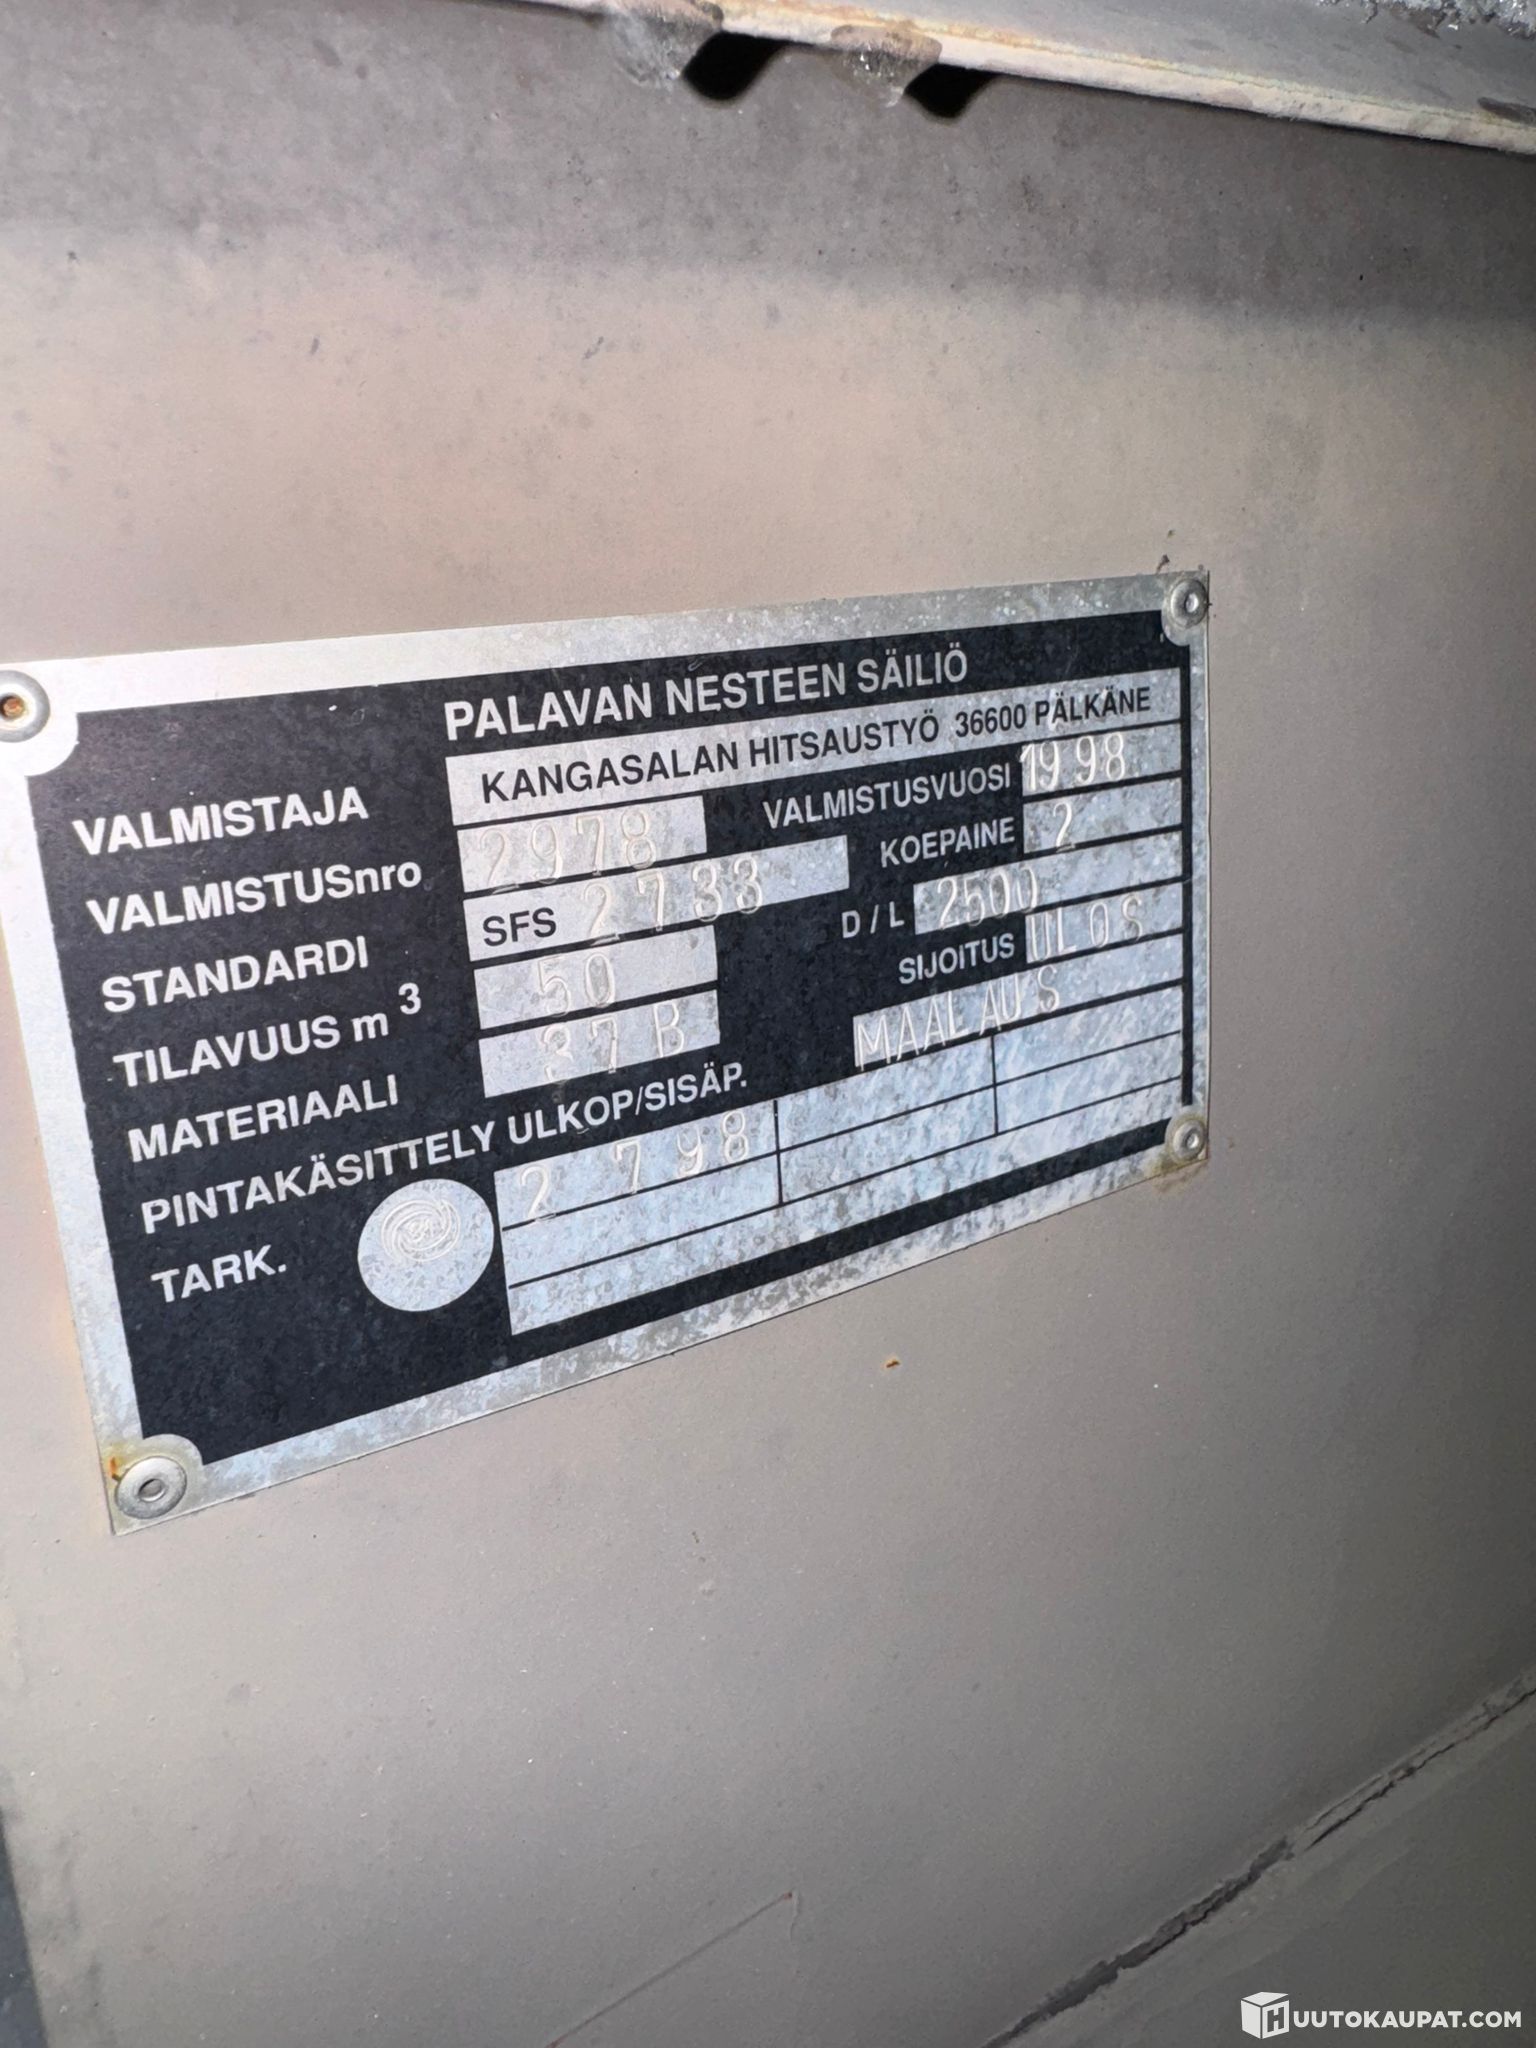 PALAVAN NESTEEN SÄILIÖ
VALMISTAJA KANGASALAN HITSAUSTYÖ 36600 PÄLKÄNE
VALMISTUSnro 2978 VALMISTUSVUOSI 1998
STANDARDI SFS 2733 KOEPAINE 2
TILAVUUS m³ 50 D / L 2500
MATERIAALI 37B SIJOITUS ULOS
PINTAKÄSITTELY ULKOP/SISÄP. MAALAUS
TARK. 2 7 98
HUUTOKAUPAT.COM